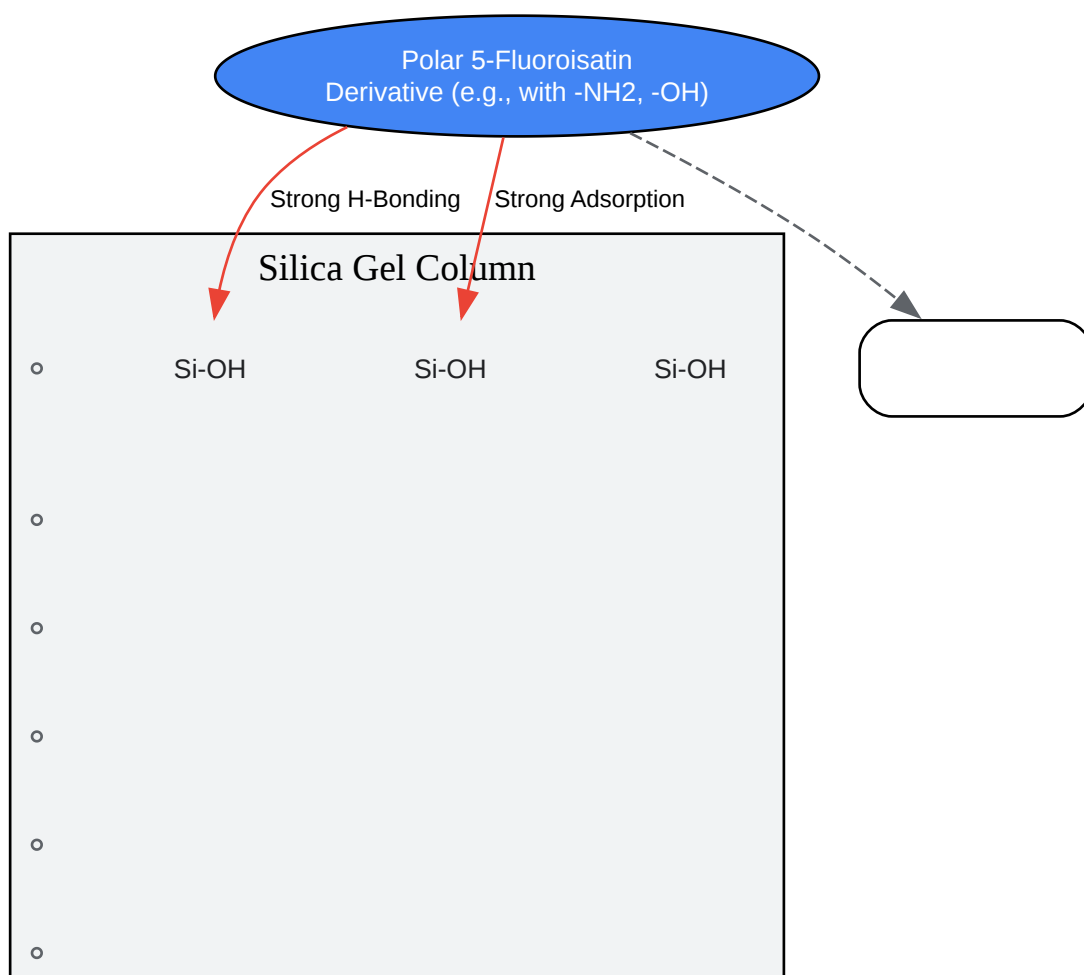 Polar 5-Fluoroisatin
Derivative (e.g., with -NH2, -OH)
Strong H-Bonding
Strong Adsorption
Silica Gel Column
Si-OH
Si-OH
Si-OH